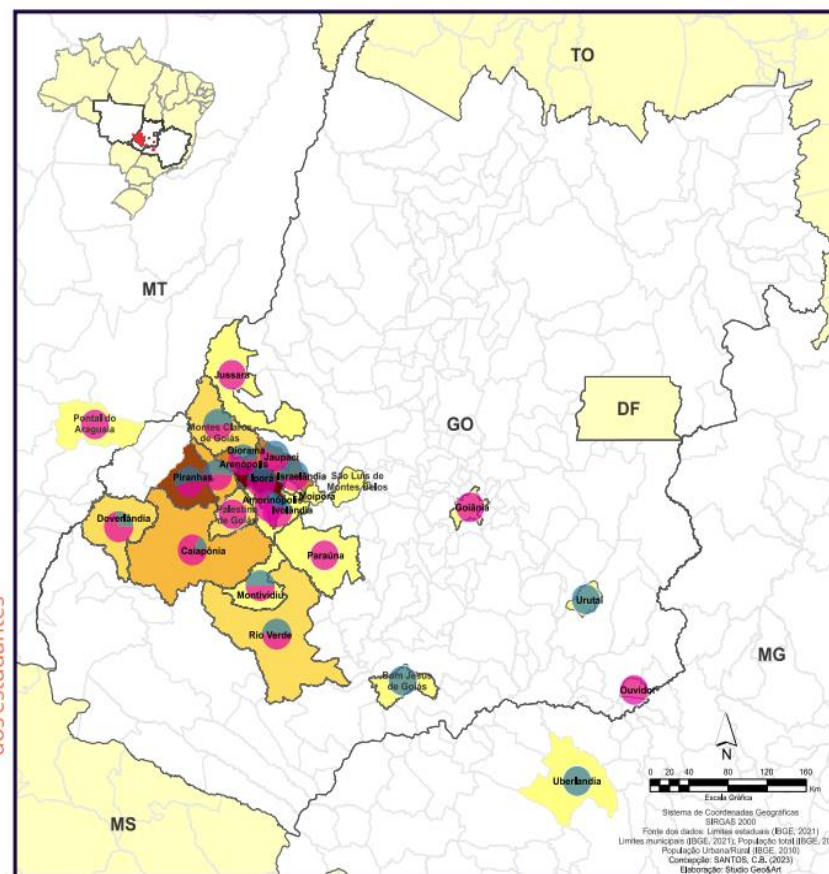 TO
MT
Jussara
Pontal do
Araguaia
Montes Claros
de Goiás
GO
DF
Diorama
Jaupaci
Arenópolis
Piranhas
Iporá
Israelândia
São Luís de
Montes Belos
Moiporá
Amorinópolis
Ivolândia
Palestina
de Goiás
Goiânia
Doverlândia
Caiapônia
Paraúna
Montividiu
Urutaí
Rio Verde
MG
Bom Jesus
de Goiás
Ouvidor
dos estudantes
N
Uberlandia
0 20 40 80 120 160
Km
Escala Gráfica
MS
Sistema de Coordenadas Geográficas
SIRGAS 2000
Fonte dos dados: Limites estaduais (IBGE, 2021)
Limites municipais (IBGE, 2021); População total (IBGE, 20
População Urbana/Rural (IBGE, 2010)
Concepção: SANTOS, C.B. (2023)
Elaboração: Studio Geo&Art